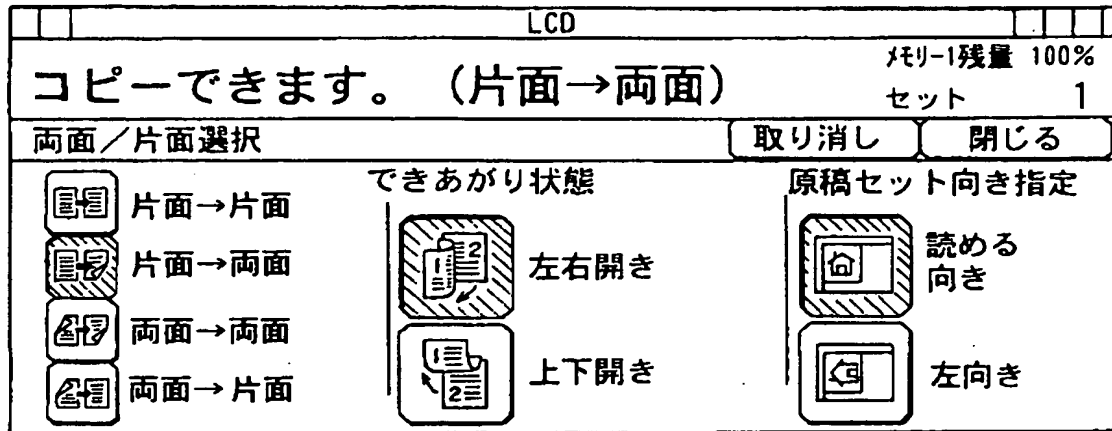 LCD
コピーできます。 (片面→両面)
メモリー1残量 100%
セット 1
両面/片面選択
取り消し
閉じる
片面→片面
片面→両面
両面→両面
両面→片面
できあがり状態
1 2
左右開き
1
2
上下開き
原稿セット向き指定
読める
向き
左向き